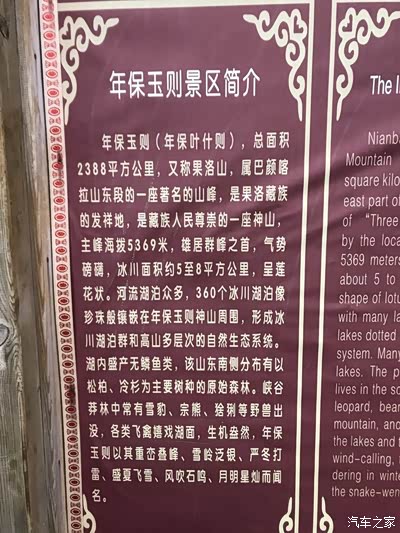 年保玉则景区简介
年保玉则（年保叶什则），总面积
2388平方公里，又称果洛山，属巴颜喀
拉山东段的一座著名的山峰，是果洛藏族
的发祥地，是藏族人民尊崇的一座神山，
主峰海拨5369米，雄居群峰之首，气势
磅礴，冰川面积约5至8平方公里，呈莲
花状。河流湖泊众多，360个冰川湖泊像
珍珠般镶嵌在年保玉则神山周围，形成冰
川湖泊群和高山多层次的自然生态系统。
湖内盛产无鳞鱼类，该山东南侧分布有以
松柏、冷杉为主要树种的原始森林。峡谷
莽林中常有雪豹、宗熊、猞猁等野兽出
没，各类飞禽嬉戏湖面，生机盎然，年保
玉则以其重峦叠峰、雪岭泛银、严冬打
雷、盛夏飞雪、风吹石鸣、月明星灿而闻
名。
The I
Nianba
Mountain
square kilo
east part of
of "Three
by the loca
5369 meters
about 5 to
shape of lotu
with many la
lakes dotted
system. Many
lakes. The p
lives in the so
leopard, bear
mountain, and
the lakes and f
wind-calling, t
dering in winte
the snake-wen
汽车之家